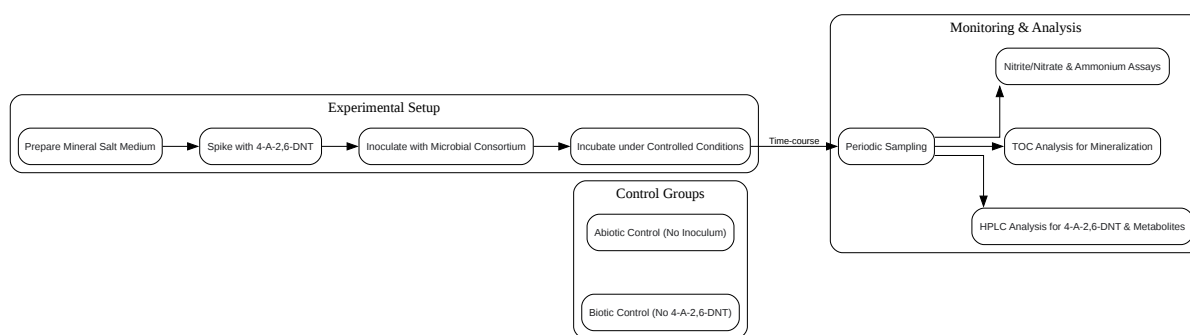 Experimental Setup
Prepare Mineral Salt Medium
Spike with 4-A-2,6-DNT
Inoculate with Microbial Consortium
Incubate under Controlled Conditions
Time-course
Control Groups
Abiotic Control (No Inoculum)
Biotic Control (No 4-A-2,6-DNT)
Monitoring & Analysis
Periodic Sampling
Nitrite/Nitrate & Ammonium Assays
TOC Analysis for Mineralization
HPLC Analysis for 4-A-2,6-DNT & Metabolites